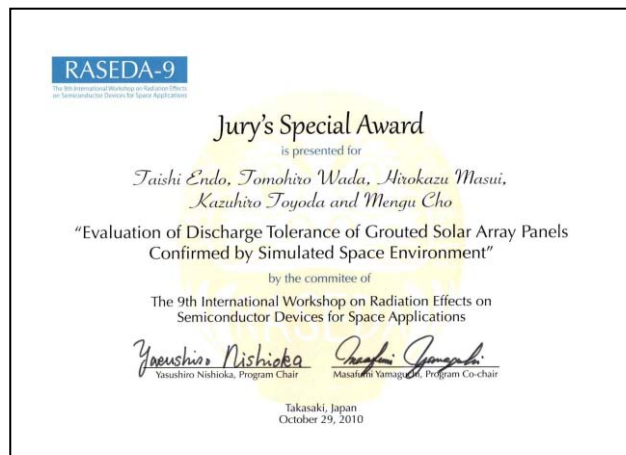 RASEDA-9
The 9th International Workshop on Radiation Effects
on Semiconductor Devices for Space Applications
Jury's Special Award
is presented for
Taishi Endo, Tomohiro Wada, Hirokazu Masui,
Kazuhiro Toyoda and Mengu Cho
"Evaluation of Discharge Tolerance of Grouted Solar Array Panels
Confirmed by Simulated Space Environment"
by the commitee of
The 9th International Workshop on Radiation Effects on
Semiconductor Devices for Space Applications
Yasushiro Nishioka Masafumi Yamaguchi
Yasushiro Nishioka, Program Chair Masafumi Yamaguchi, Program Co-chair
Takasaki, Japan
October 29, 2010